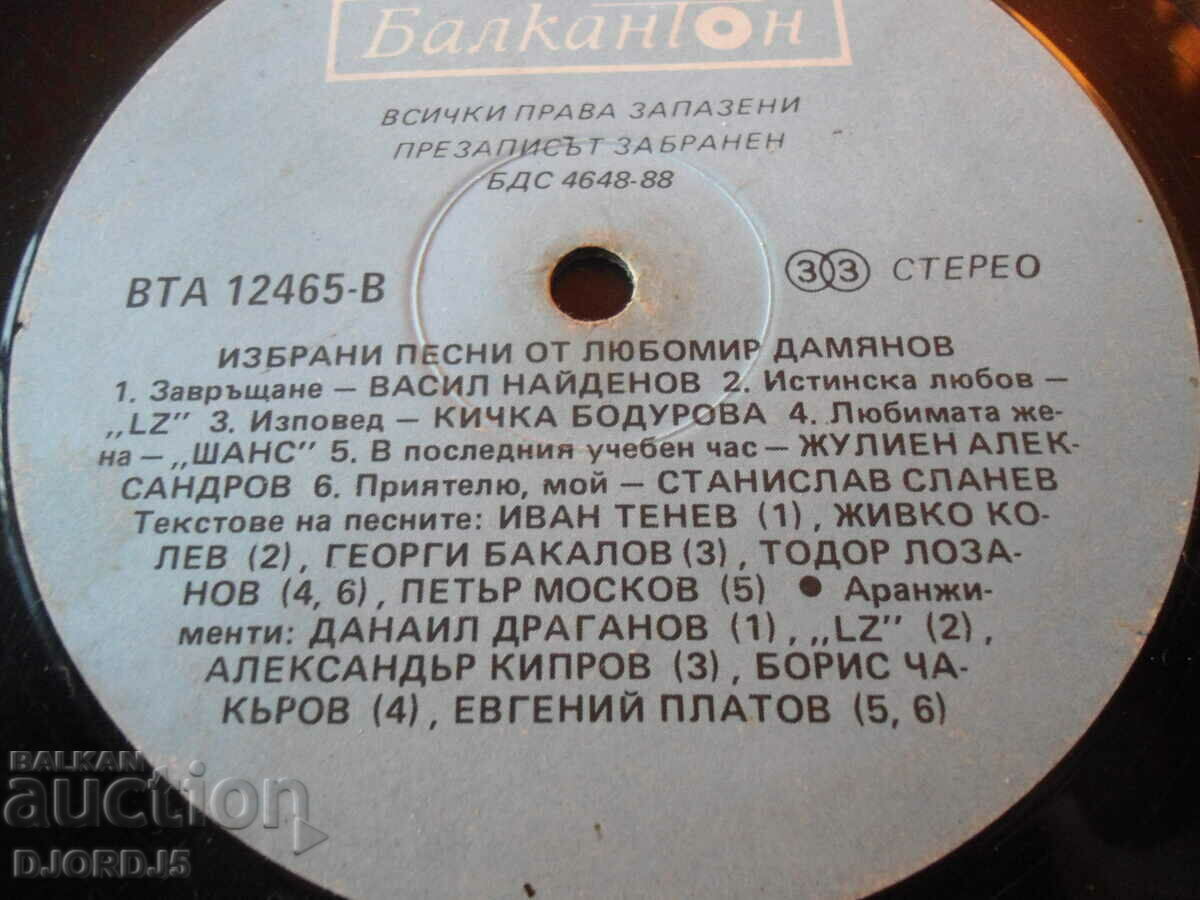 Балкантон
ВСИЧКИ ПРАВА ЗАПАЗЕНИ
ПРЕЗАПИСЪТ ЗАБРАНЕН
БДС 4648-88
ВТА 12465-В
33 СТЕРЕО
ИЗБРАНИ ПЕСНИ ОТ ЛЮБОМИР ДАМЯНОВ
1. Завръщане – ВАСИЛ НАЙДЕНОВ 2. Истинска любов –
„LZ” 3. Изповед – КИЧКА БОДУРОВА 4. Любимата же-
на – „ШАНС” 5. В последния учебен час – ЖУЛИЕН АЛЕК-
САНДРОВ 6. Приятелю, мой – СТАНИСЛАВ СЛАНЕВ
Текстове на песните: ИВАН ТЕНЕВ (1), ЖИВКО КО-
ЛЕВ (2), ГЕОРГИ БАКАЛОВ (3), ТОДОР ЛОЗА-
НОВ (4, 6), ПЕТЪР МОСКОВ (5) ● Аранжи-
менти: ДАНАИЛ ДРАГАНОВ (1), „LZ” (2),
АЛЕКСАНДЪР КИПРОВ (3), БОРИС ЧА-
КЪРОВ (4), ЕВГЕНИЙ ПЛАТОВ (5, 6)
BALKAN
auction
DJORDJ5